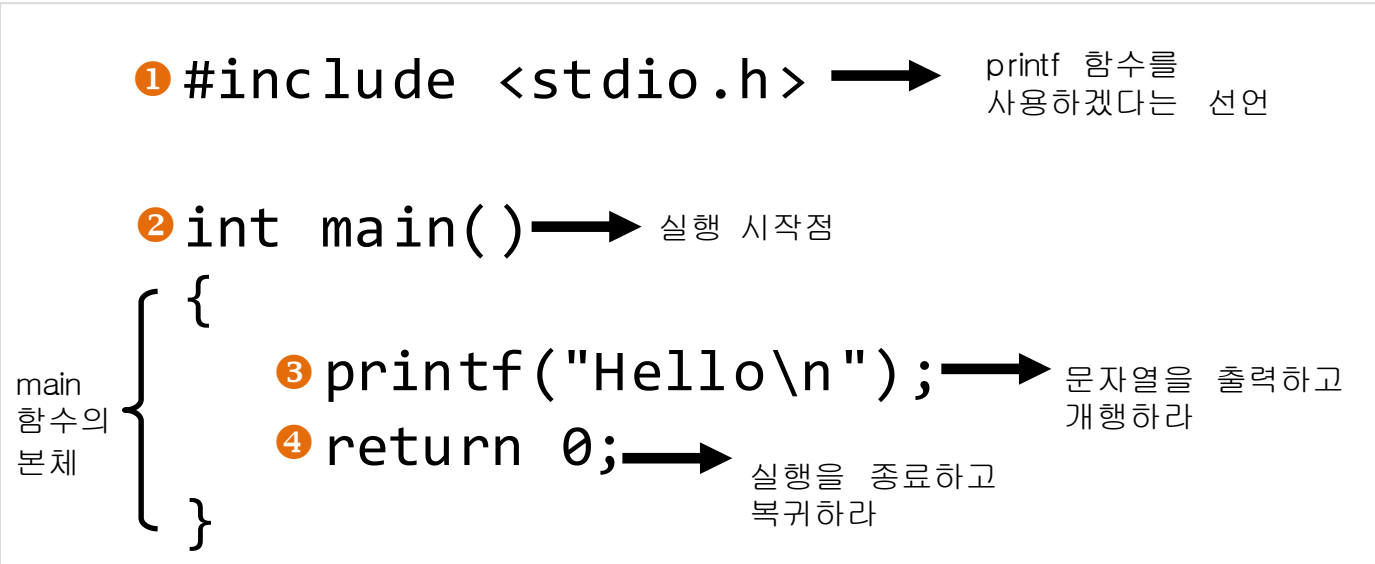 ❶ #include <stdio.h>
printf 함수를
사용하겠다는 선언
❷ int main()
실행 시작점
{
main
함수의
본체
❸ printf("Hello\n");
문자열을 출력하고
개행하라
❹ return 0;
실행을 종료하고
복귀하라
}